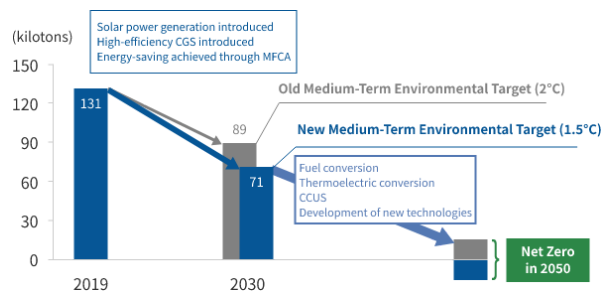 (kilotons)
Solar power generation introduced
High-efficiency CGS introduced
Energy-saving achieved through MFCA
150
120
90
60
30
0
131
89
71
Old Medium-Term Environmental Target (2°C)
New Medium-Term Environmental Target (1.5°C)
Fuel conversion
Thermoelectric conversion
CCUS
Development of new technologies
Net Zero
in 2050
2019
2030